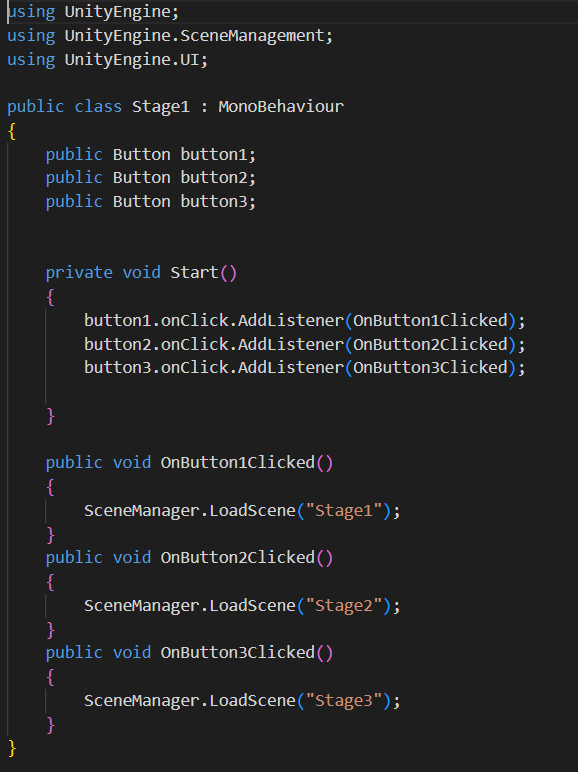 using UnityEngine;
using UnityEngine.SceneManagement;
using UnityEngine.UI;
public class Stage1 : MonoBehaviour
{
    public Button button1;
    public Button button2;
    public Button button3;
    private void Start()
    {
        button1.onClick.AddListener(OnButton1Clicked);
        button2.onClick.AddListener(OnButton2Clicked);
        button3.onClick.AddListener(OnButton3Clicked);
    }
    public void OnButton1Clicked()
    {
        SceneManager.LoadScene("Stage1");
    }
    public void OnButton2Clicked()
    {
        SceneManager.LoadScene("Stage2");
    }
    public void OnButton3Clicked()
    {
        SceneManager.LoadScene("Stage3");
    }
}